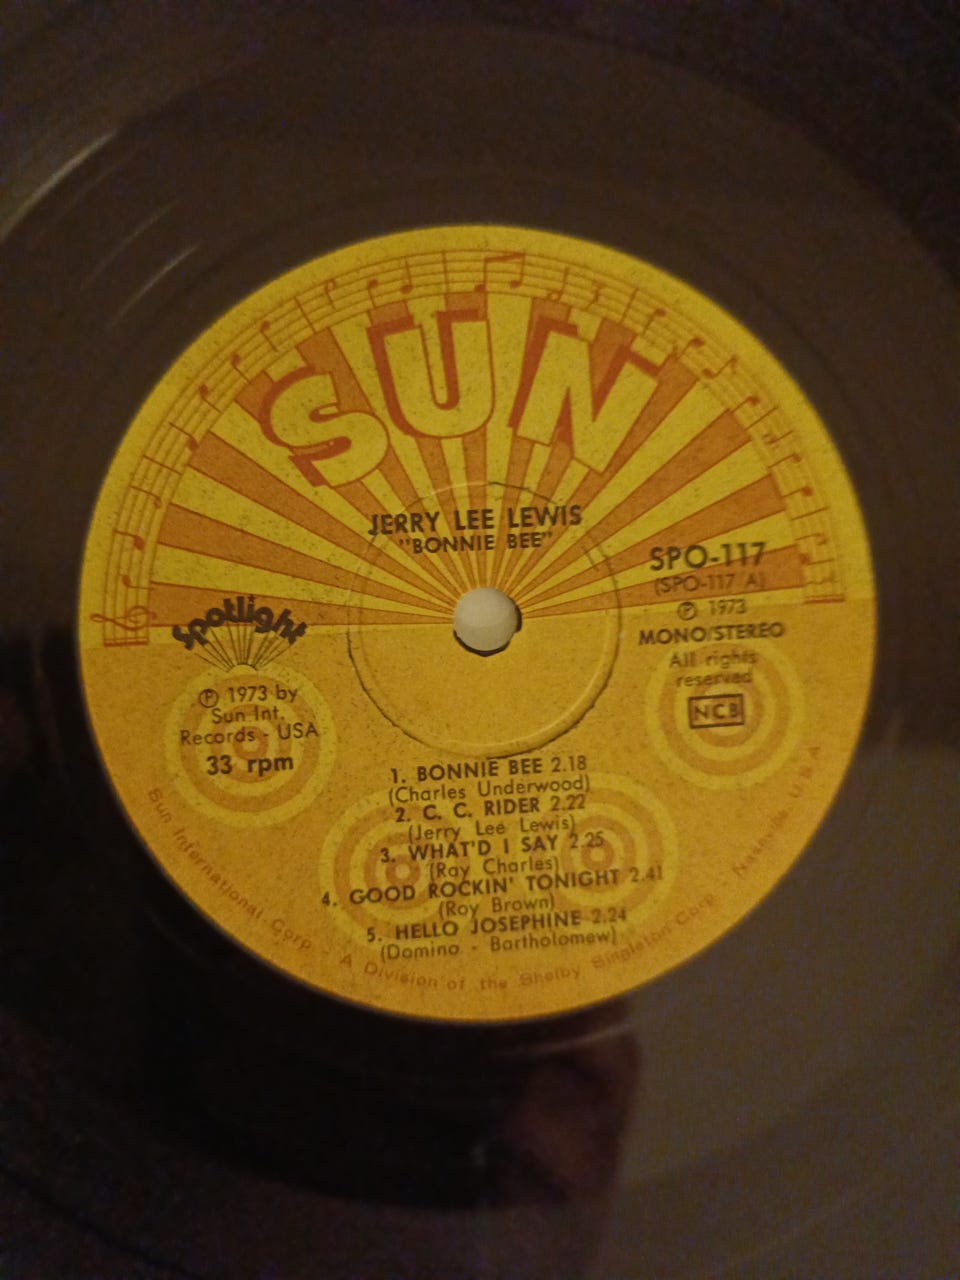 SUN
JERRY LEE LEWIS
"BONNIE BEE"
SPO-117
(SPO-117 A)
℗ 1973
MONO/STEREO
All rights
reserved
NCB
Spotlight
℗ 1973 by
Sun Int.
Records - USA
33 rpm
1. BONNIE BEE 2.18
(Charles Underwood)
2. C. C. RIDER 2.22
(Jerry Lee Lewis)
3. WHAT'D I SAY 2.25
(Ray Charles)
4. GOOD ROCKIN' TONIGHT 2.41
(Roy Brown)
5. HELLO JOSEPHINE 2.24
(Domino - Bartholomew)
Sun International Corp. - A Division of the Shelby Singleton Corp. - Nashville U.S.A